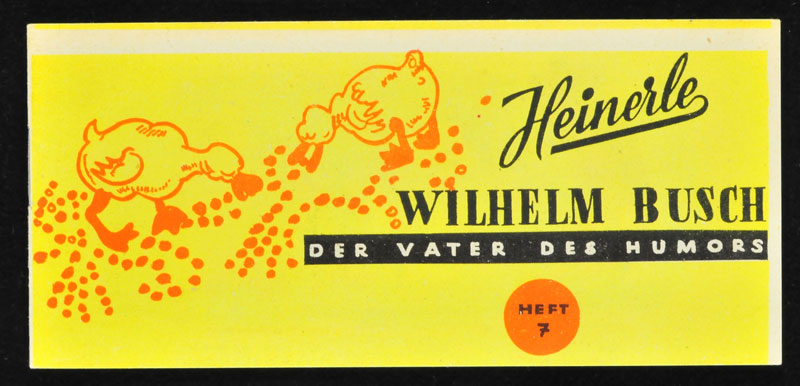 Heinerle
WILHELM BUSCH
DER VATER DES HUMORS
HEFT
7